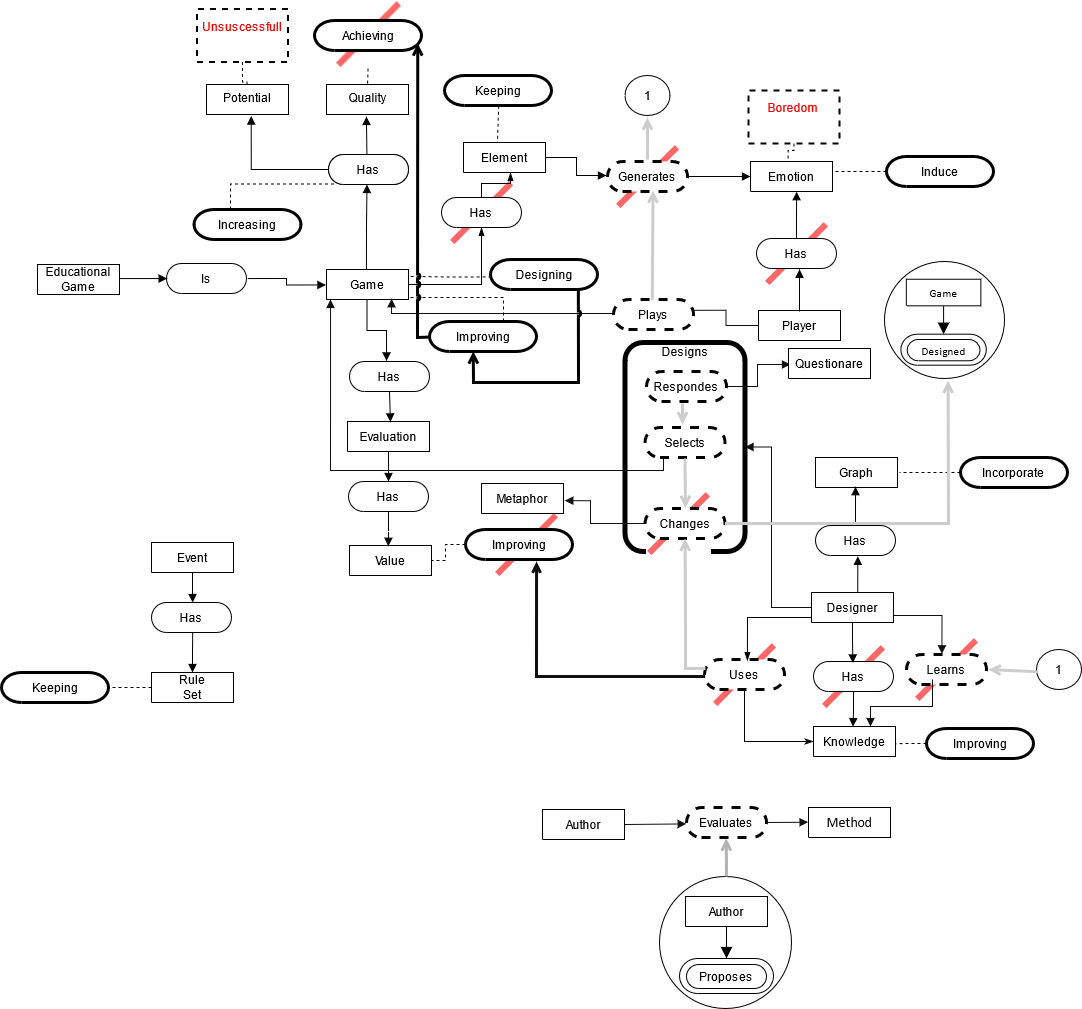 Unsuscessfull
Achieving
Potential
Quality
Keeping
1
Boredom
Element
Has
Generates
Emotion
Induce
Increasing
Has
Has
Educational
Game
Is
Game
Designing
Plays
Player
Game
Designed
Improving
Designs
Questionare
Has
Respondes
Evaluation
Selects
Graph
Incorporate
Has
Metaphor
Changes
Improving
Has
Value
Event
Has
Designer
Rule
Set
Keeping
Uses
Has
Learns
1
Knowledge
Improving
Author
Evaluates
Method
Author
Proposes